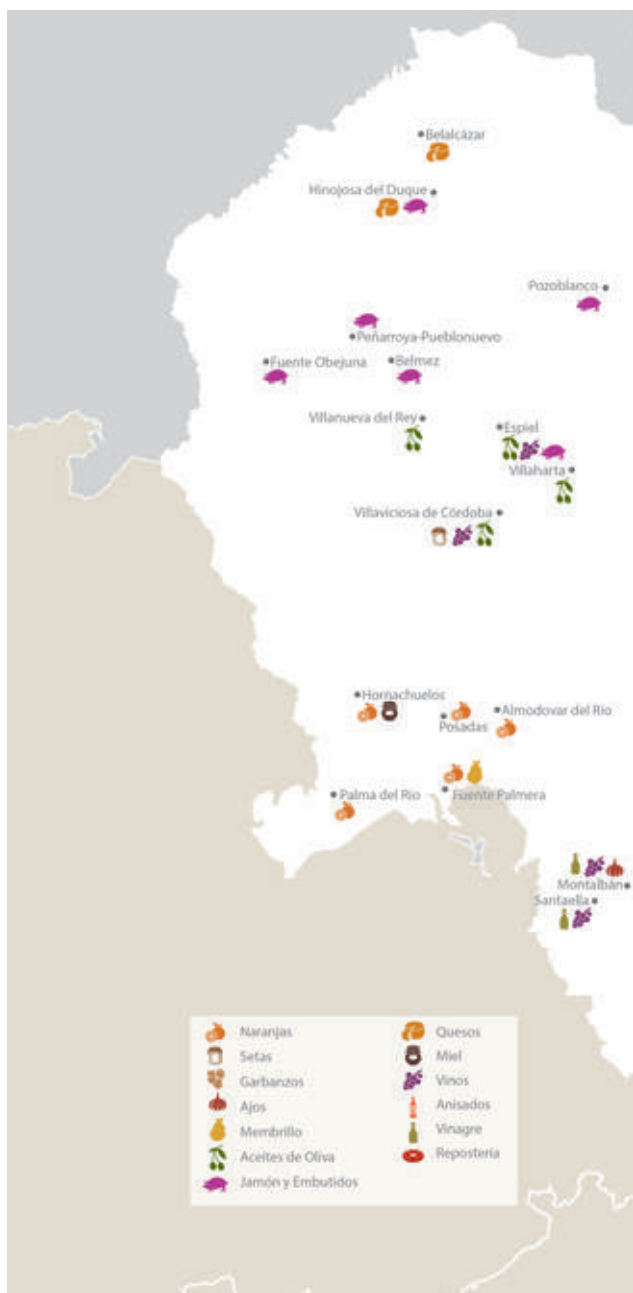 Belalcázar
Hinojosa del Duque
Pozoblanco
Peñarroya-Pueblonuevo
Fuente Obejuna
Belmez
Villanueva del Rey
Espiel
Villaharta
Villaviciosa de Córdoba
Hornachuelos
Almodovar del Río
Posadas
Palma del Rio
Fuente Palmera
Montalbán
Santaella
Naranjas
Setas
Garbanzos
Ajos
Membrillo
Aceites de Oliva
Jamón y Embutidos
Quesos
Miel
Vinos
Anisados
Vinagre
Repostería